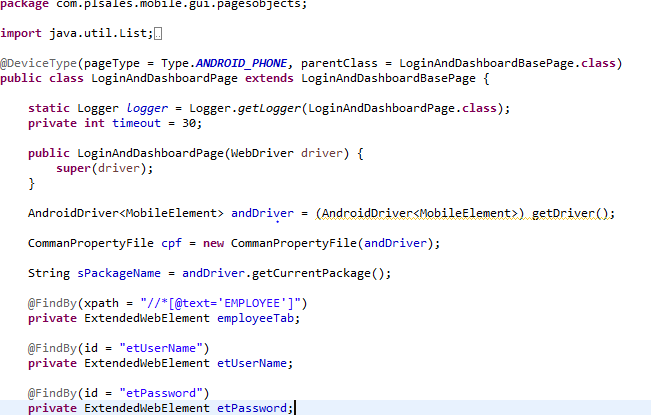 package com.plsales.mobile.gui.pagesobjects;
import java.util.List;
@DeviceType(pageType = Type.ANDROID_PHONE, parentClass = LoginAndDashboardBasePage.class)
public class LoginAndDashboardPage extends LoginAndDashboardBasePage {
static Logger logger = Logger.getLogger(LoginAndDashboardPage.class);
private int timeout = 30;
public LoginAndDashboardPage(WebDriver driver) {
super(driver);
}
AndroidDriver<MobileElement> andDriver = (AndroidDriver<MobileElement>) getDriver();
CommanPropertyFile cpf = new CommanPropertyFile(andDriver);
String sPackageName = andDriver.getCurrentPackage();
@FindBy(xpath = "//*[@text='EMPLOYEE']")
private ExtendedWebElement employeeTab;
@FindBy(id = "etUserName")
private ExtendedWebElement etUserName;
@FindBy(id = "etPassword")
private ExtendedWebElement etPassword;